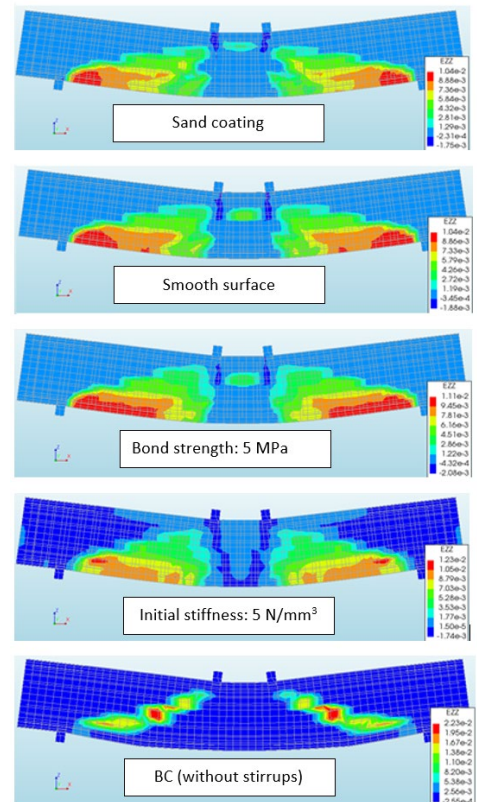 EZZ
1.04e-2
8.88e-3
7.36e-3
5.84e-3
4.32e-3
2.81e-3
1.29e-3
-2.31e-4
-1.75e-3
Sand coating
EZZ
1.04e-2
8.86e-3
7.33e-3
5.79e-3
4.26e-3
2.72e-3
1.19e-3
-3.45e-4
-1.88e-3
Smooth surface
EZZ
1.11e-2
9.45e-3
7.81e-3
6.16e-3
4.51e-3
2.86e-3
1.22e-3
-4.32e-4
-2.08e-3
Bond strength: 5 MPa
EZZ
1.23e-2
1.05e-2
8.79e-3
7.03e-3
5.28e-3
3.53e-3
1.77e-3
1.50e-5
-1.74e-3
Initial stiffness: 5 N/mm³
EZZ
2.23e-2
1.95e-2
1.67e-2
1.38e-2
1.10e-2
8.20e-3
5.38e-3
2.56e-3
-2.55e-4
BC (without stirrups)